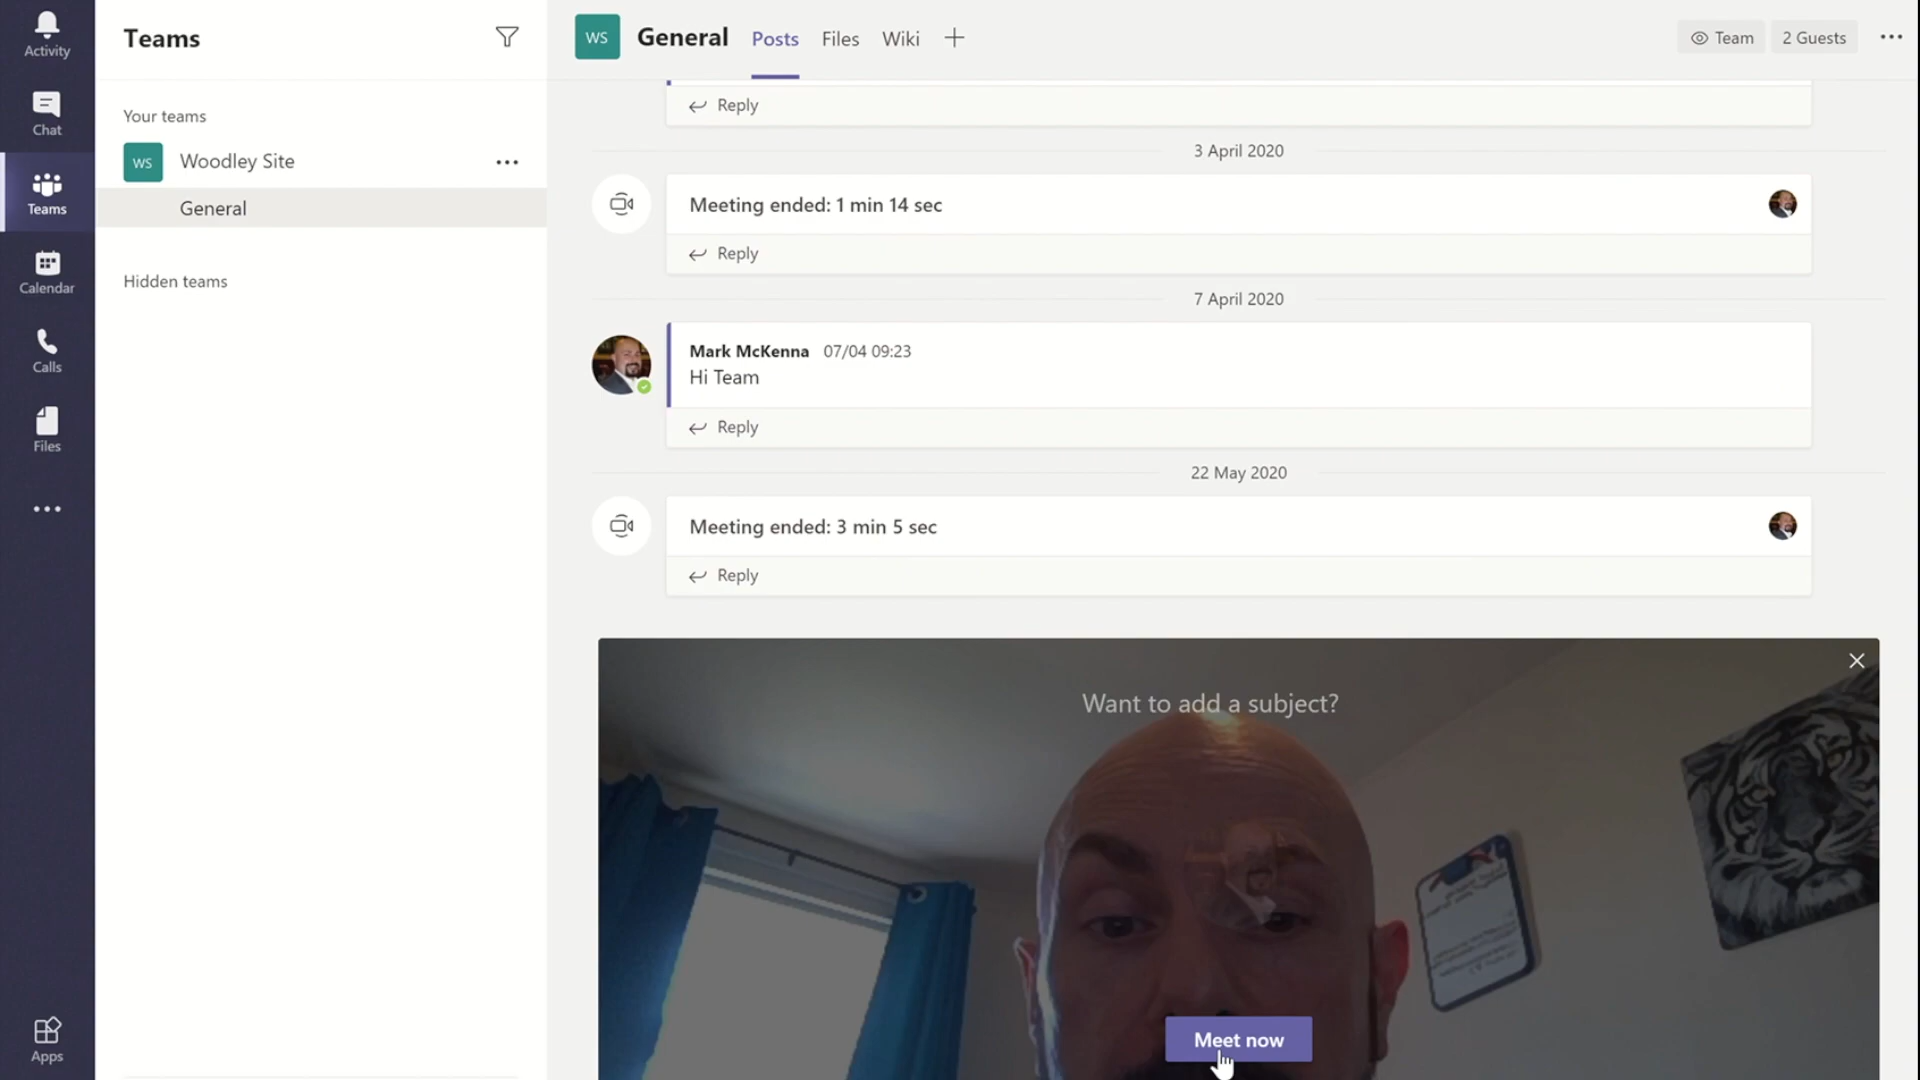 Activity
Chat
Teams
Calendar
Calls
Files
Apps
Teams
Your teams
WS Woodley Site
General
Hidden teams
WS General Posts Files Wiki
Team 2 Guests
Reply
3 April 2020
Meeting ended: 1 min 14 sec
Reply
7 April 2020
Mark McKenna 07/04 09:23
Hi Team
Reply
22 May 2020
Meeting ended: 3 min 5 sec
Reply
Want to add a subject?
Meet now